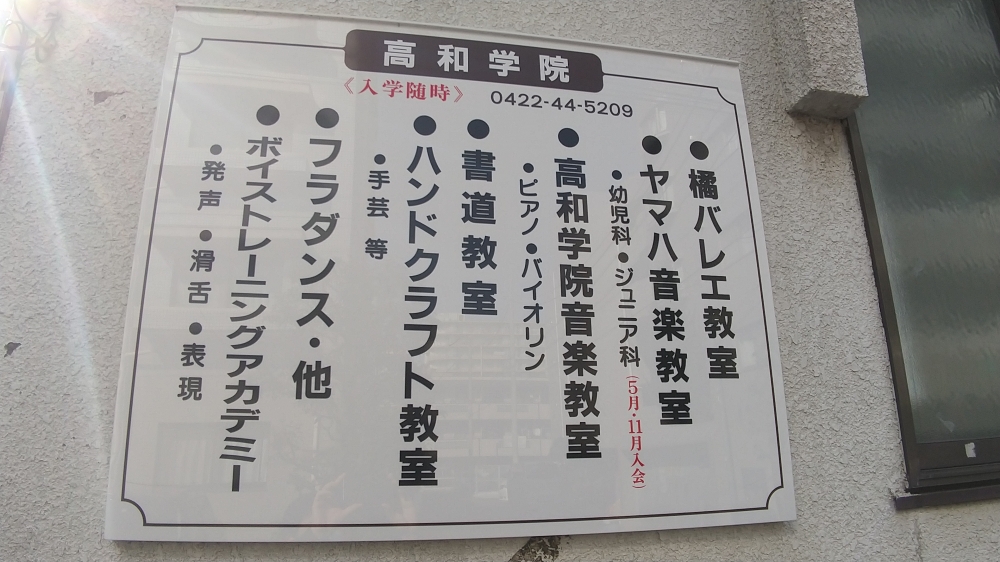 高和学院
《入学随時》
0422-44-5209
●橘バレエ教室
●ヤマハ音楽教室
●幼児科●ジュニア科(5月・11月入会)
●高和学院音楽教室
●ピアノ●バイオリン
●書道教室
●ハンドクラフト教室
●手芸 等
●フラダンス・他
●ボイストレーニングアカデミー
●発声●滑舌●表現